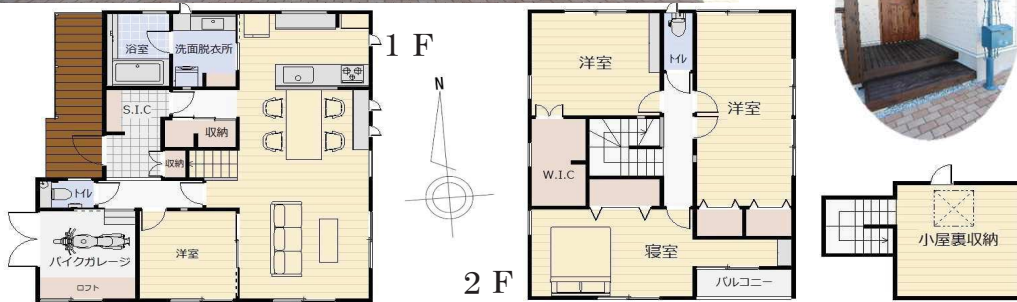 1F
浴室
洗面脱衣所
S.I.C
収納
収納
トイレ
バイクガレージ
ロフト
洋室
N
2F
洋室
トイレ
洋室
W.I.C
寝室
バルコニー
小屋裏収納